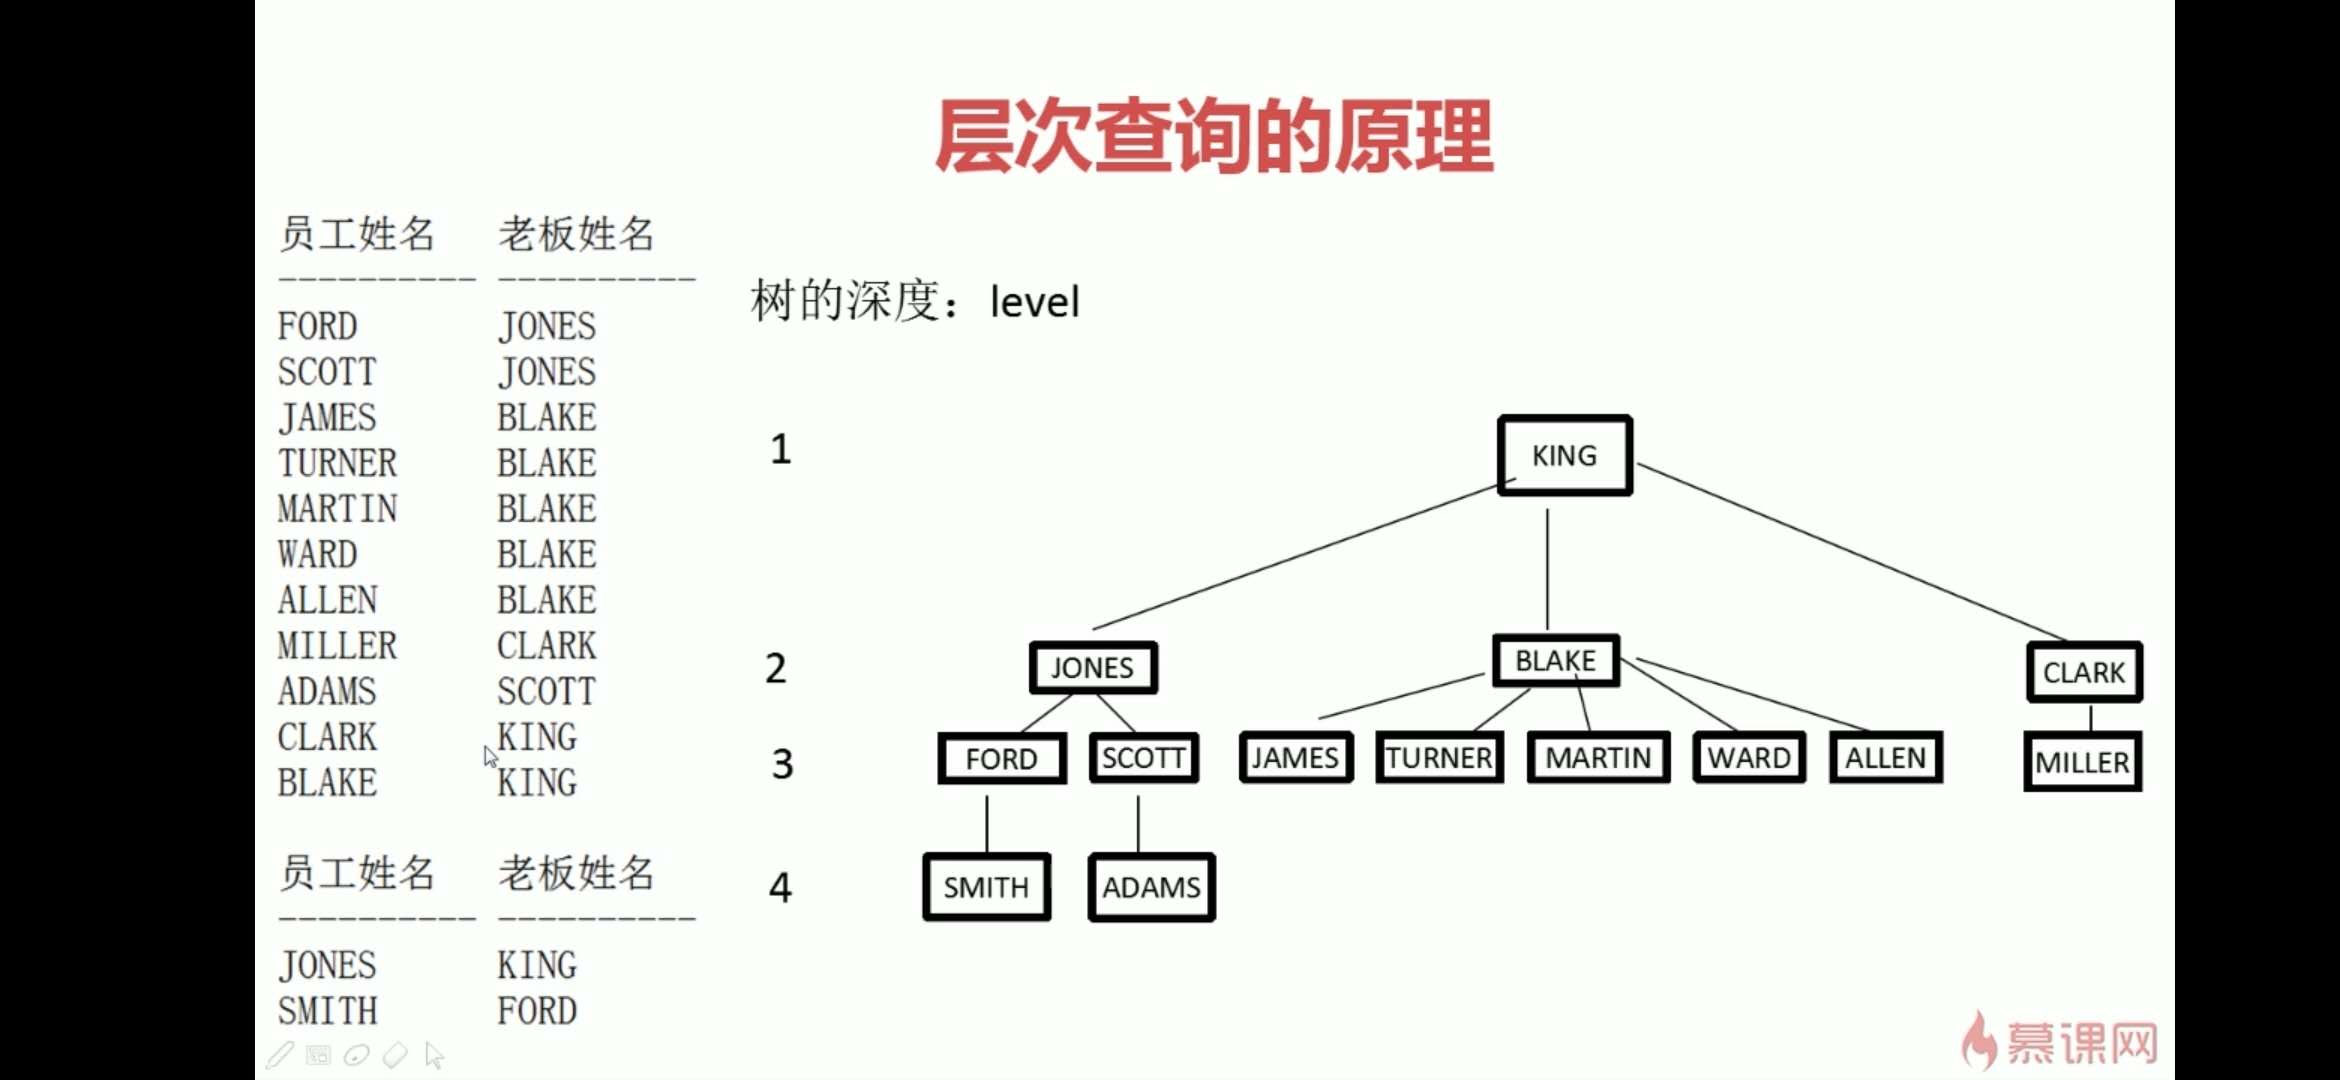 层次查询的原理
员工姓名 老板姓名
---------- ----------
FORD JONES
SCOTT JONES
JAMES BLAKE
TURNER BLAKE
MARTIN BLAKE
WARD BLAKE
ALLEN BLAKE
MILLER CLARK
ADAMS SCOTT
CLARK KING
BLAKE KING
员工姓名 老板姓名
---------- ----------
JONES KING
SMITH FORD
树的深度：level
1 KING
2 JONES BLAKE CLARK
3 FORD SCOTT JAMES TURNER MARTIN WARD ALLEN MILLER
4 SMITH ADAMS
慕课网